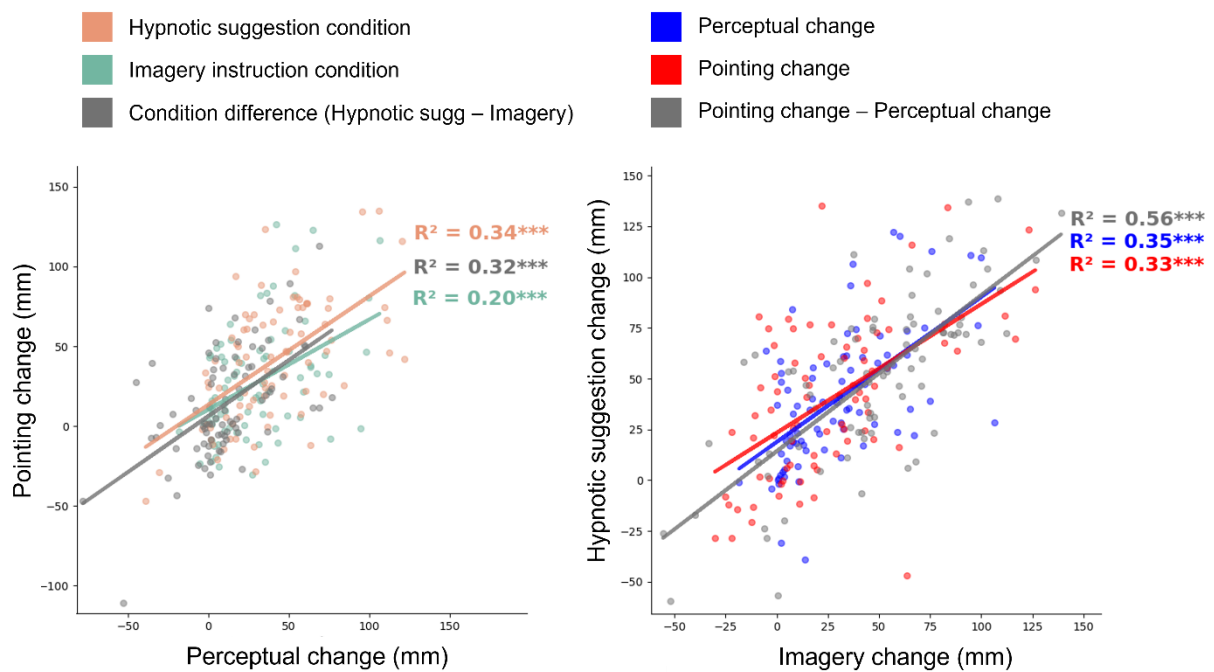 Hypnotic suggestion condition
Imagery instruction condition
Condition difference (Hypnotic sugg – Imagery)
Perceptual change
Pointing change
Pointing change – Perceptual change
Pointing change (mm)
150
100
50
0
−50
−100
R² = 0.34***
R² = 0.32***
R² = 0.20***
−50
0
50
100
150
Perceptual change (mm)
Hypnotic suggestion change (mm)
150
125
100
75
50
25
0
−25
−50
R² = 0.56***
R² = 0.35***
R² = 0.33***
−50
−25
0
25
50
75
100
125
150
Imagery change (mm)